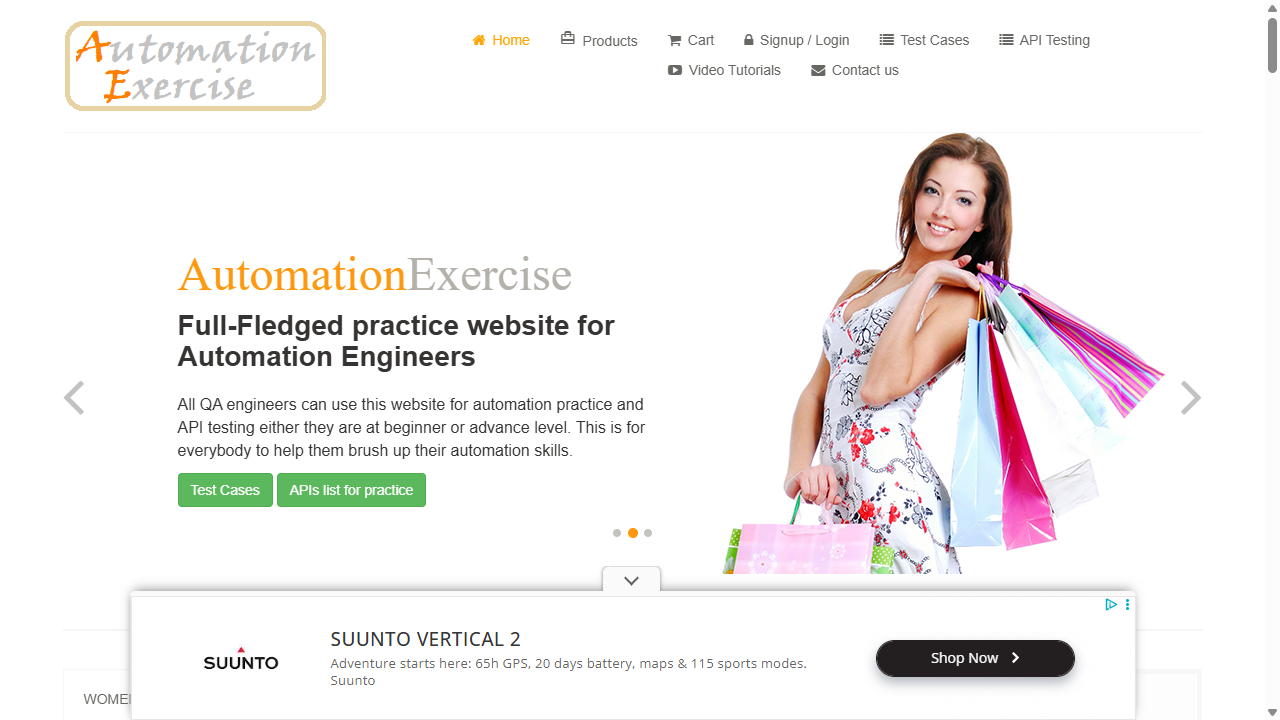 Automation
Exercise
Home Products Cart Signup / Login Test Cases API Testing
Video Tutorials Contact us
AutomationExercise
Full-Fledged practice website for
Automation Engineers
All QA engineers can use this website for automation practice and
API testing either they are at beginner or advance level. This is for
everybody to help them brush up their automation skills.
Test Cases APIs list for practice
SUUNTO
SUUNTO VERTICAL 2
Adventure starts here: 65h GPS, 20 days battery, maps & 115 sports modes.
Suunto
Shop Now